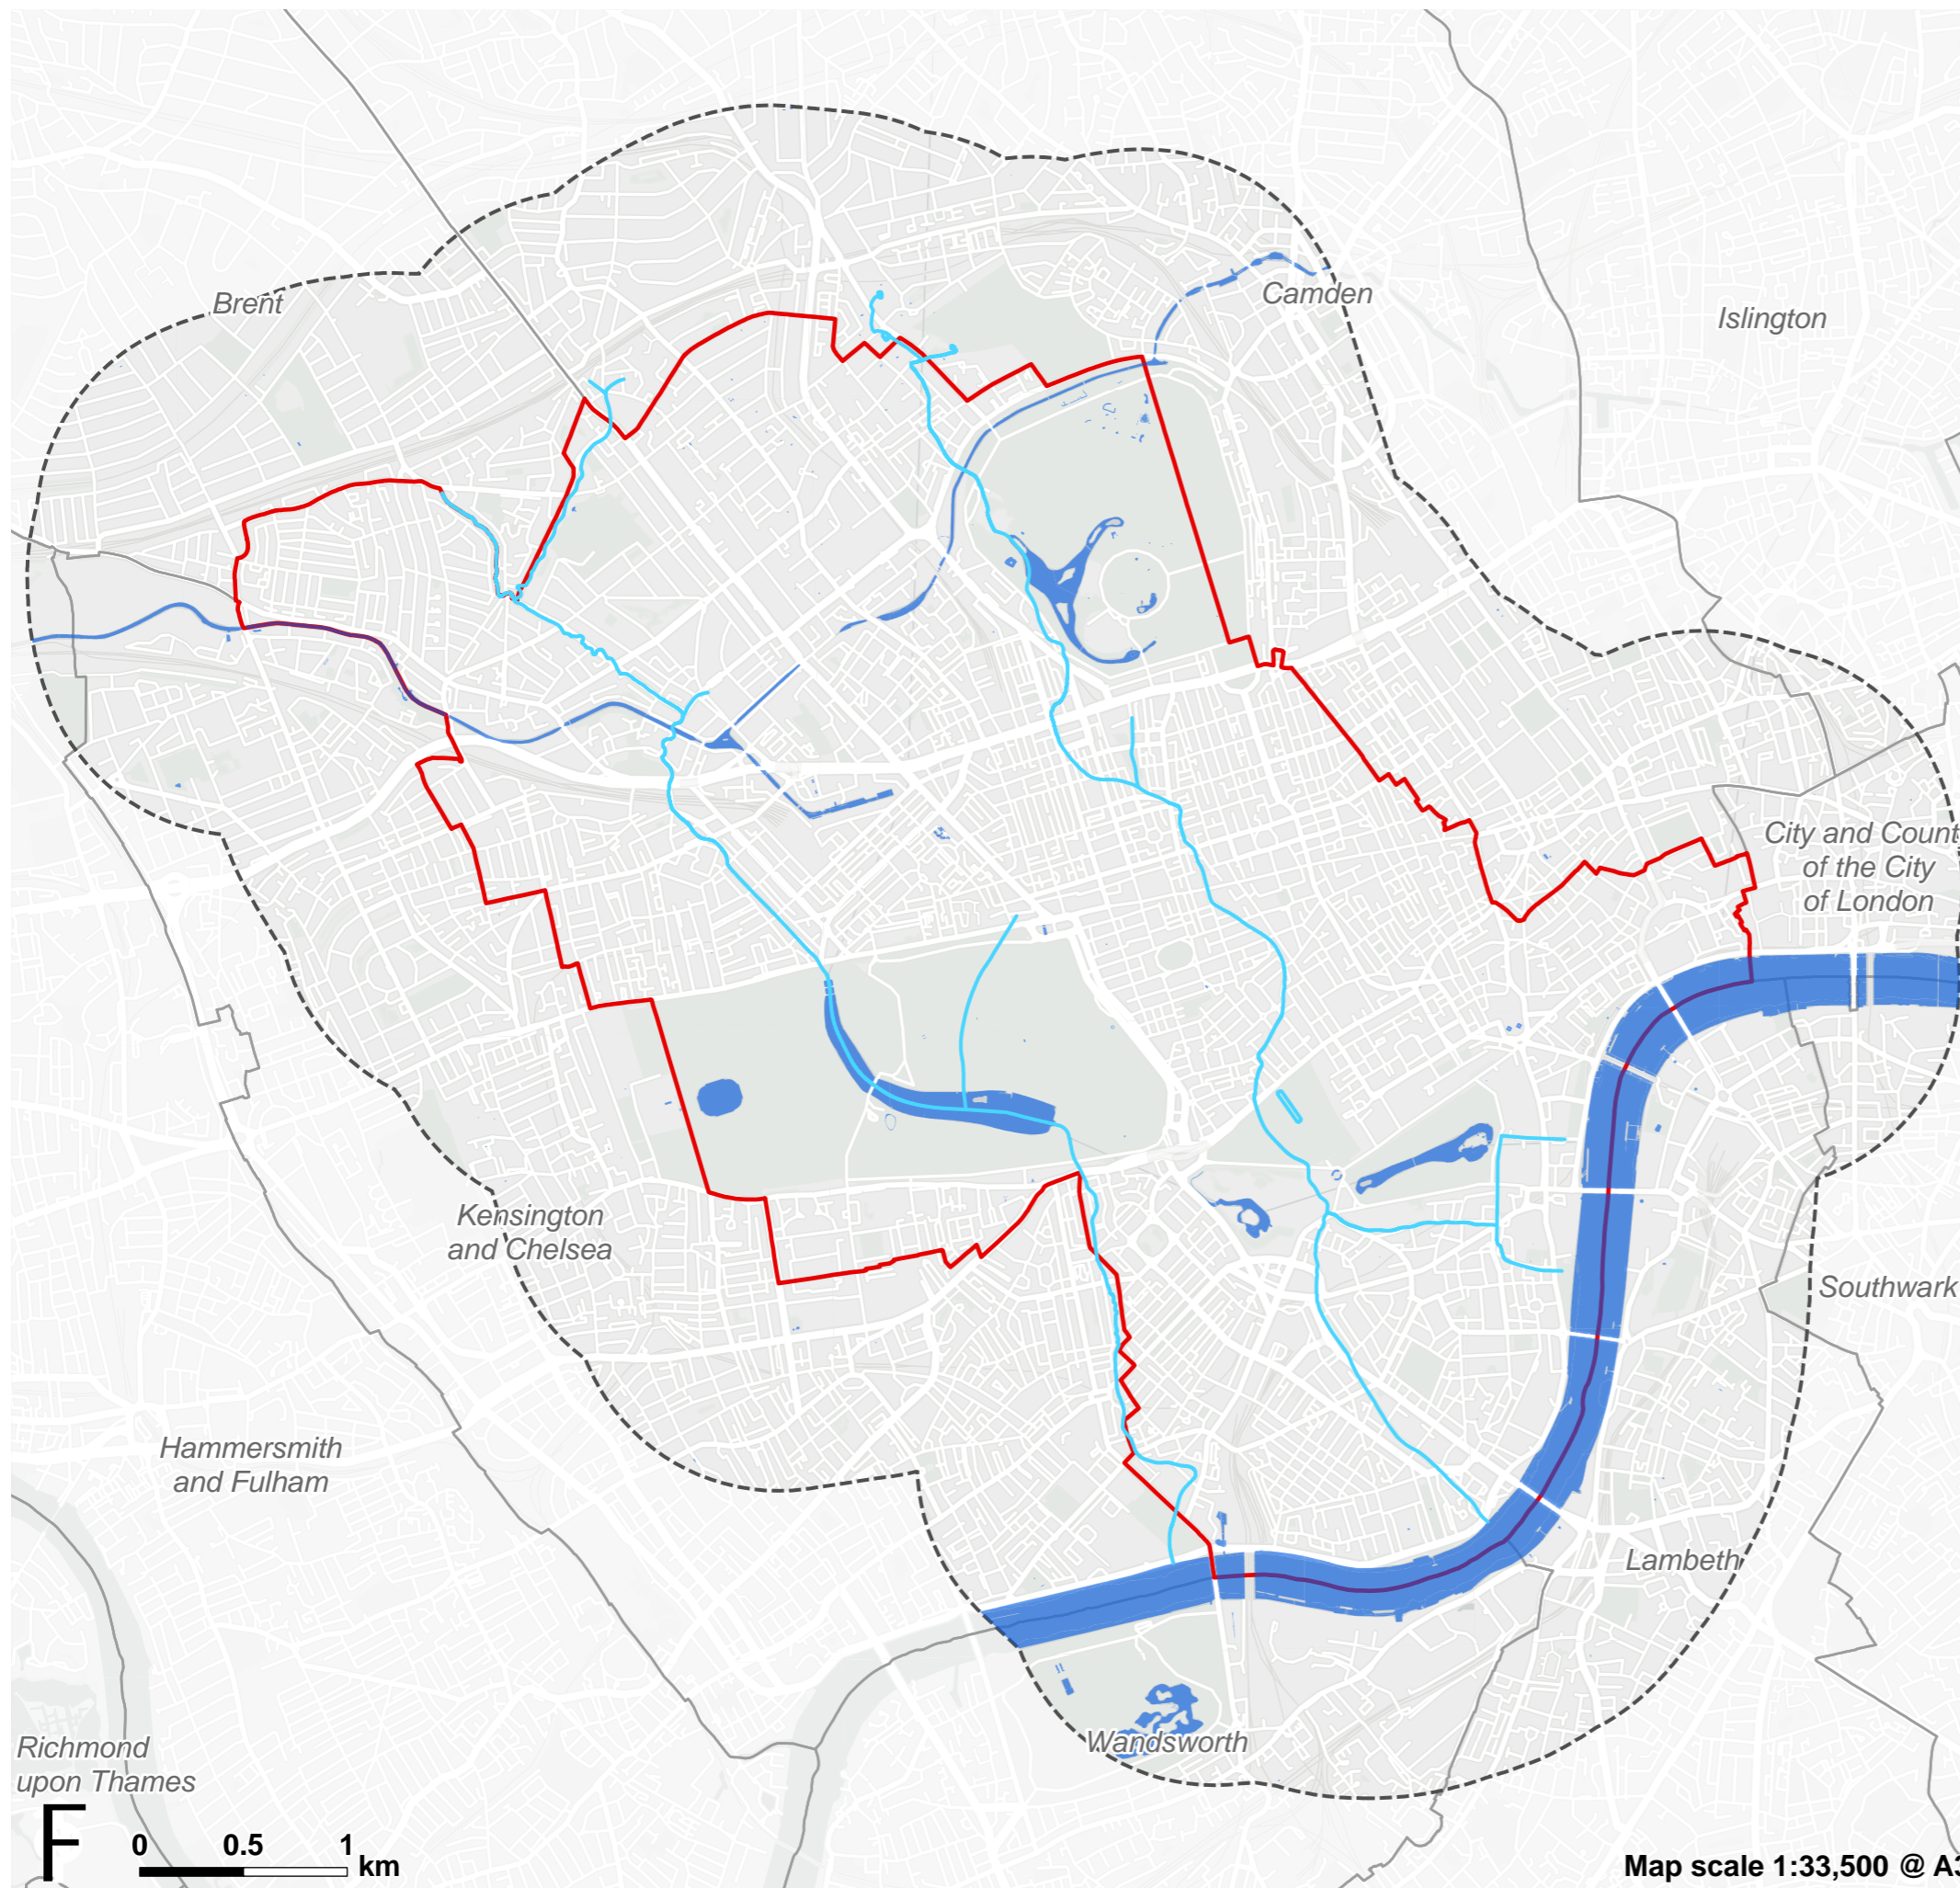 Brent
Camden
Islington
City and Count
of the City
of London
Kensington
and Chelsea
Southwark
Hammersmith
and Fulham
Lambeth
Wandsworth
Richmond
upon Thames
F
0 0.5 1
km
Map scale 1:33,500 @ A3